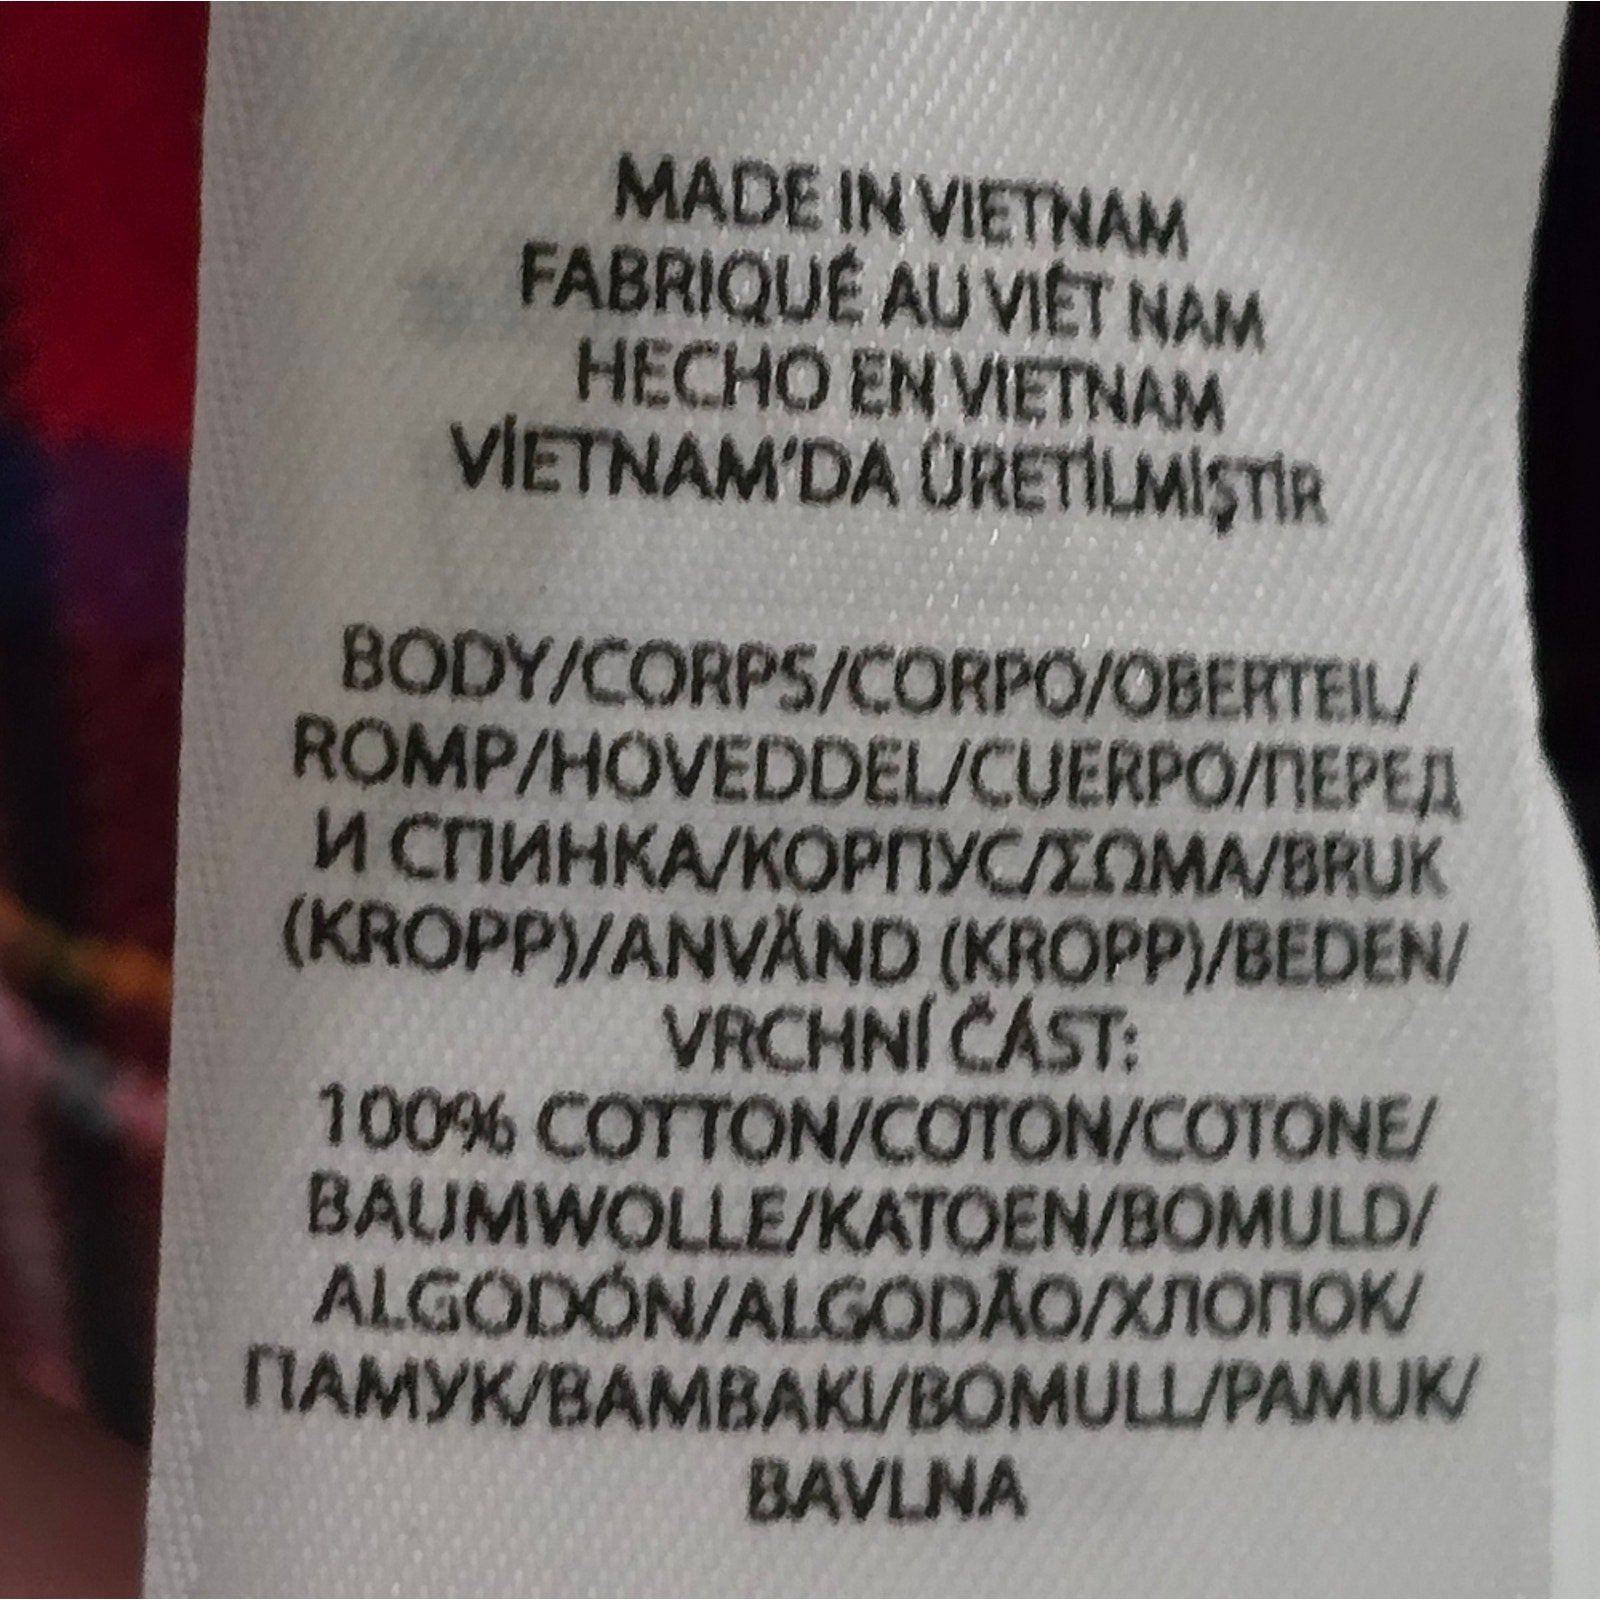 MADE IN VIETNAM
FABRIQUÉ AU VIÊT NAM
HECHO EN VIETNAM
VİETNAM'DA ÜRETİLMİŞTİR
BODY/CORPS/CORPO/OBERTEIL/
ROMP/HOVEDDEL/CUERPO/ПЕРЕД
И СПИНКА/КОРПУС/ΣΩΜΑ/BRUK
(KROPP)/ANVÄND (KROPP)/BEDEN/
VRCHNÍ ČÁST:
100% COTTON/COTON/COTONE/
BAUMWOLLE/KATOEN/BOMULD/
ALGODÓN/ALGODÃO/ХЛОПОК/
ПАМУК/ΒΑΜΒΑΚΙ/BOMULL/PAMUK/
BAVLNA